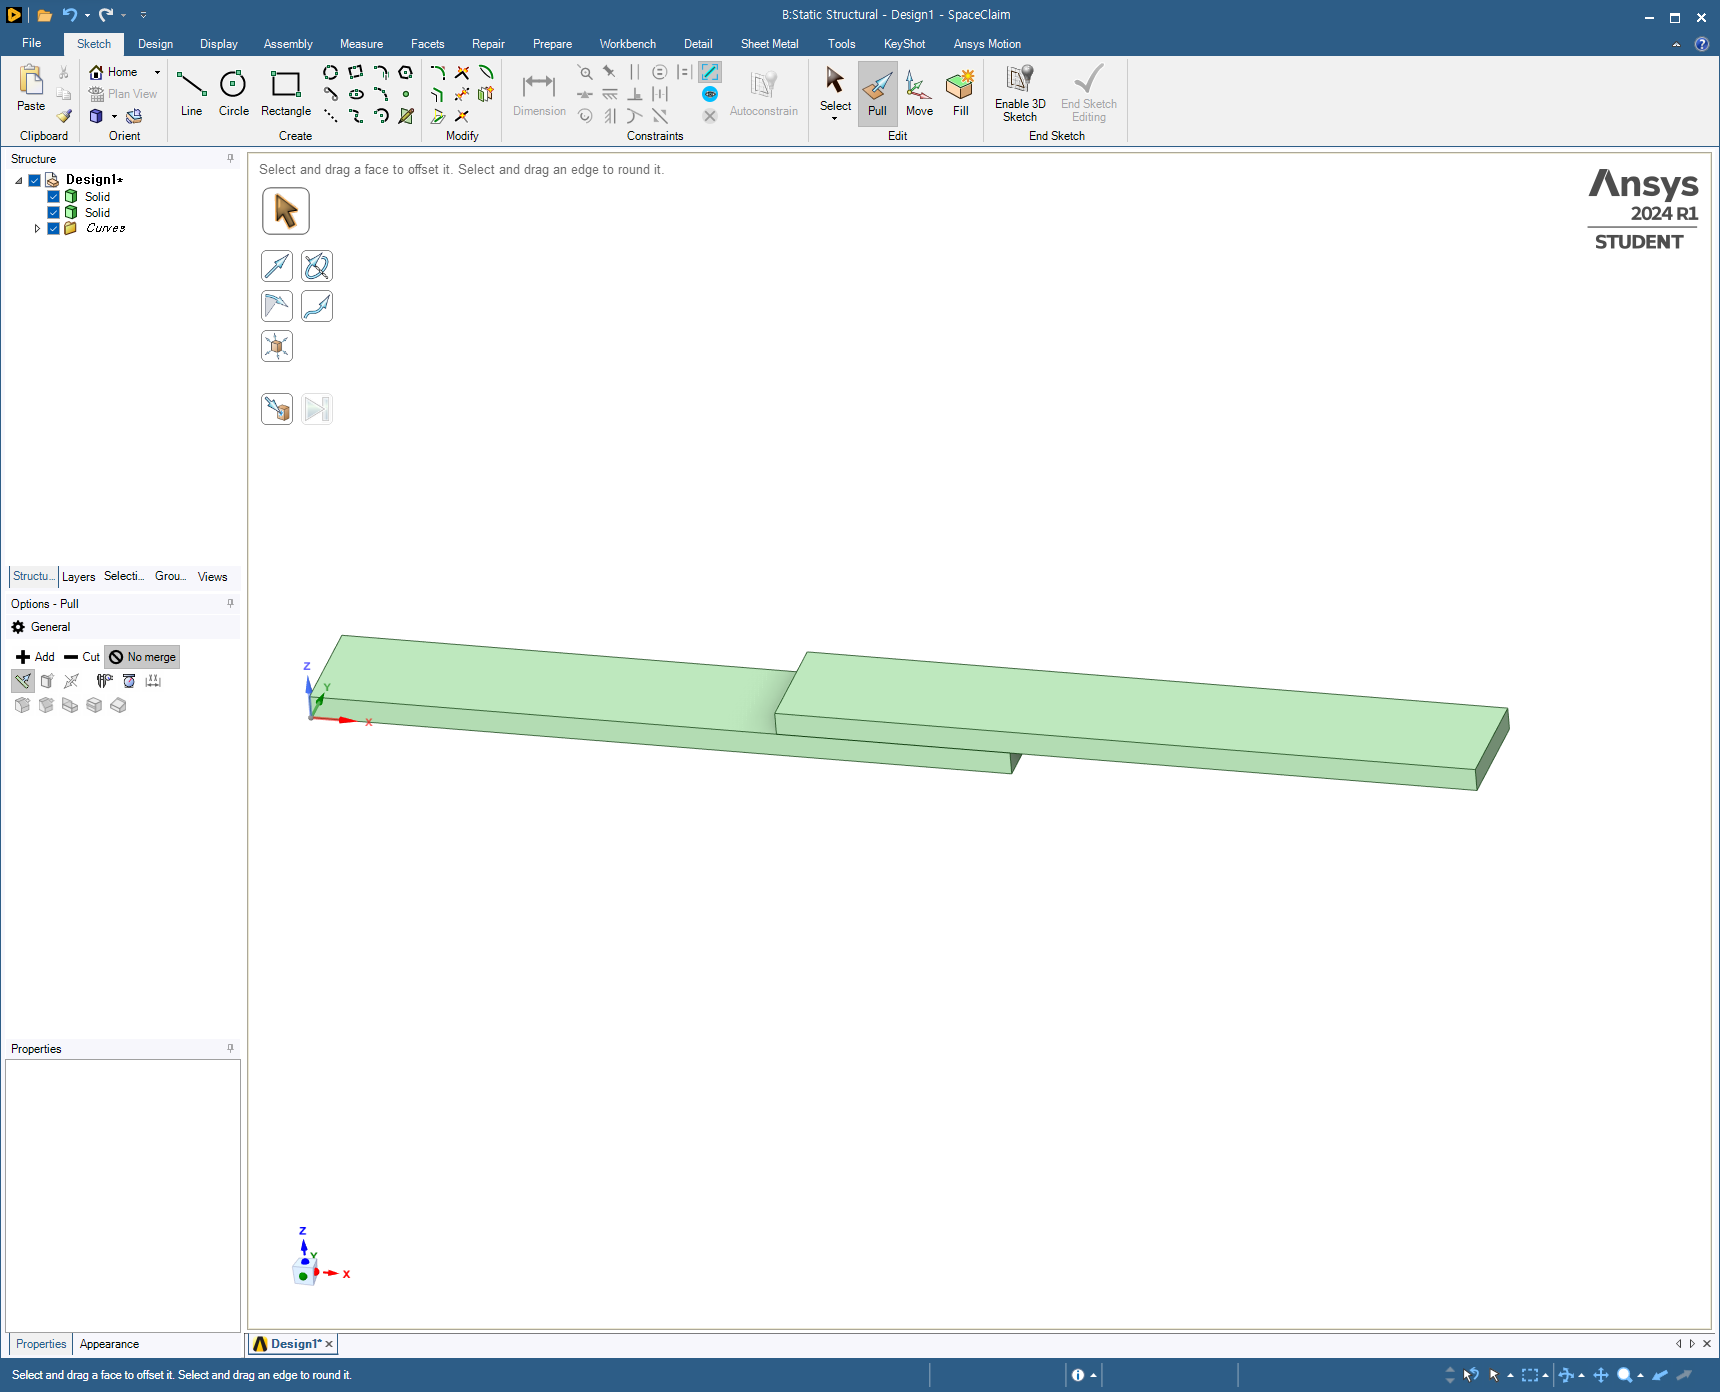 B:Static Structural - Design1 - SpaceClaim
File Sketch Design Display Assembly Measure Facets Repair Prepare Workbench Detail Sheet Metal Tools KeyShot Ansys Motion
Paste
Clipboard
Home
Plan View
Orient
Line
Circle
Rectangle
Create
Modify
Dimension
Autoconstrain
Constraints
Select
Pull
Move
Fill
Edit
Enable 3D
Sketch
End Sketch
Editing
End Sketch
Structure
Design1*
Solid
Solid
Curves
Structu... Layers Selecti... Grou... Views
Options - Pull
General
Add Cut No merge
Properties
Properties Appearance
Select and drag a face to offset it. Select and drag an edge to round it.
Ansys
2024 R1
STUDENT
Z
Y
X
Z
Y
X
Design1*
Select and drag a face to offset it. Select and drag an edge to round it.